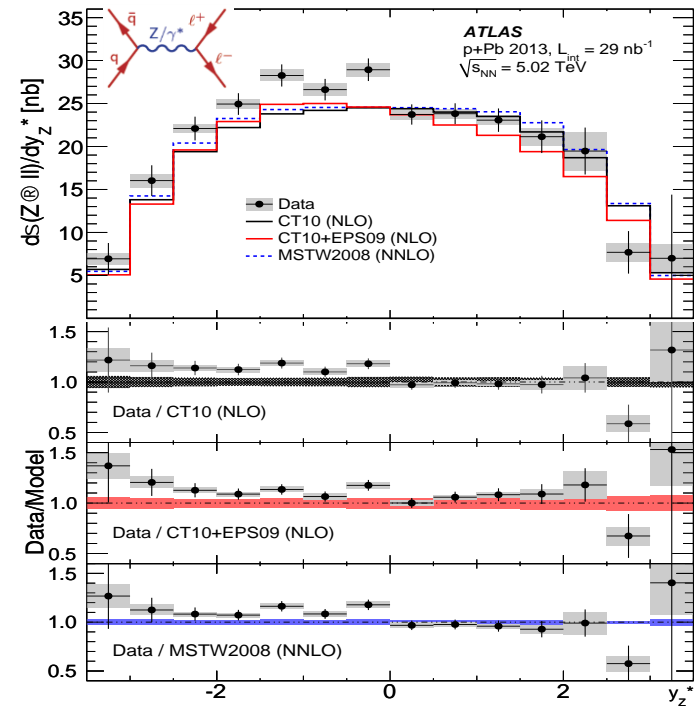 q̄
q
Z/γ*
ℓ⁺
ℓ⁻
ATLAS
p+Pb 2013, L_int = 29 nb⁻¹
√s_NN = 5.02 TeV
ds(Z ® ll)/dy_Z* [nb]
40
35
30
25
20
15
10
5
Data
CT10 (NLO)
CT10+EPS09 (NLO)
MSTW2008 (NNLO)
Data/Model
1.5
1.0
0.5
Data / CT10 (NLO)
1.5
1.0
0.5
Data / CT10+EPS09 (NLO)
1.5
1.0
0.5
Data / MSTW2008 (NNLO)
-2
0
2
y_Z*